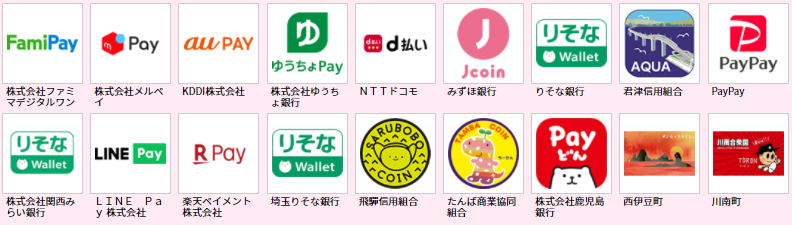 FamiPay
mPay
au PAY
ゆ
ゆうちょPay
d払い
d払い
J
Jcoin
りそな
Wallet
AQUA
P
PayPay
株式会社ファミ
マデジタルワン
株式会社メルペ
イ
KDDI株式会社
株式会社ゆうち
ょ銀行
ＮＴＴドコモ
みずほ銀行
りそな銀行
君津信用組合
PayPay
りそな
Wallet
LINE Pay
R Pay
りそな
Wallet
SARUBOBO
COIN
TAMBA COIN
Pay
どん
川南合衆国
TORON
株式会社関西み
らい銀行
ＬＩＮＥ　Ｐａ
ｙ 株式会社
楽天ペイメント
株式会社
埼玉りそな銀行
飛騨信用組合
たんば商業協同
組合
株式会社鹿児島
銀行
西伊豆町
川南町